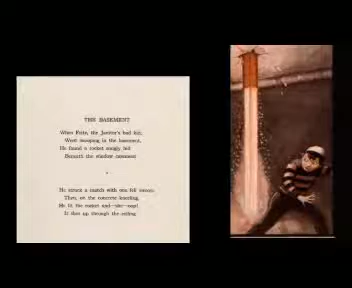 THE BASEMENT
When Fritz, the Janitor's bad kid,
Went snooping in the basement,
He found a rocket snugly hid
Beneath the window casement.
He struck a match with one fell swoop;
Then, on the concrete kneeling,
He lit the rocket and—
It shot up through the ceiling.